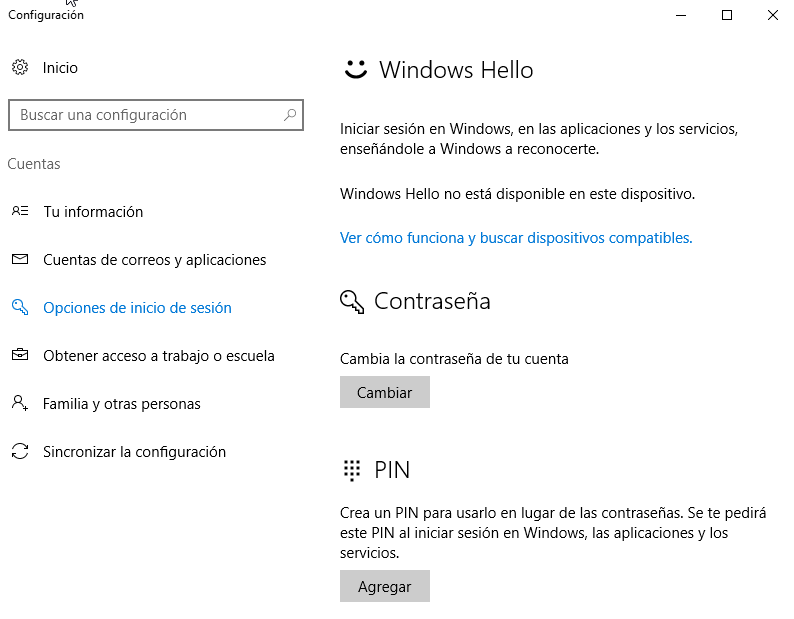 Configuración
Inicio
Buscar una configuración
Cuentas
Tu información
Cuentas de correos y aplicaciones
Opciones de inicio de sesión
Obtener acceso a trabajo o escuela
Familia y otras personas
Sincronizar la configuración
Windows Hello
Iniciar sesión en Windows, en las aplicaciones y los servicios,
enseñándole a Windows a reconocerte.
Windows Hello no está disponible en este dispositivo.
Ver cómo funciona y buscar dispositivos compatibles.
Contraseña
Cambia la contraseña de tu cuenta
Cambiar
PIN
Crea un PIN para usarlo en lugar de las contraseñas. Se te pedirá
este PIN al iniciar sesión en Windows, las aplicaciones y los
servicios.
Agregar